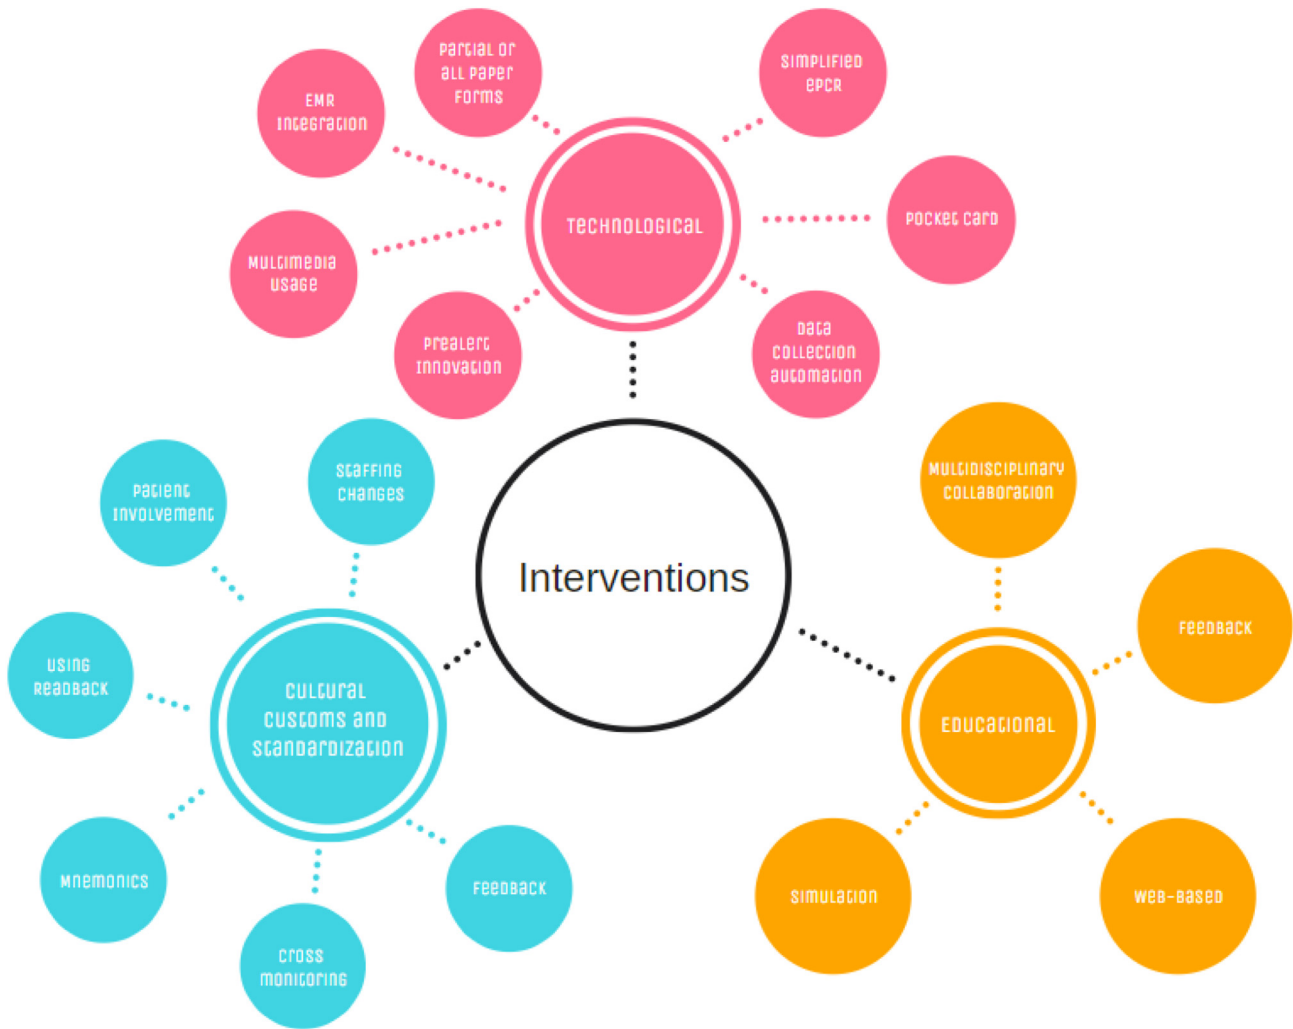 Partial or
all paper
forms
Simplified
ePCR
EMR
Integration
Technological
Pocket card
Multimedia
usage
Prealert
Innovation
Data
collection
automation
Staffing
changes
Patient
Involvement
Multidisciplinary
collaboration
Interventions
Feedback
Using
Readback
Cultural
customs and
standardization
Educational
Mnemonics
Feedback
Simulation
Web-based
Cross
monitoring